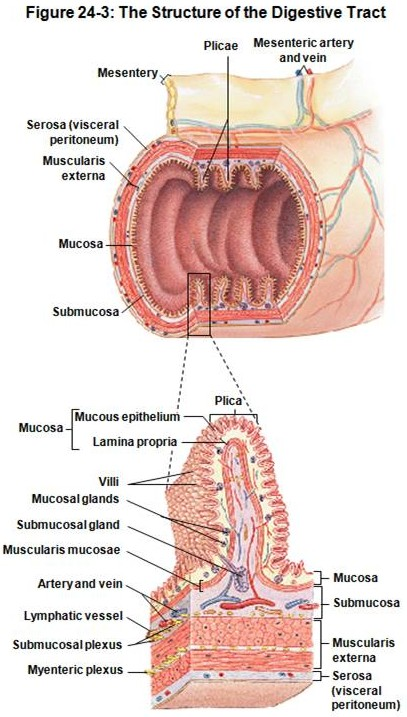 Figure 24-3: The Structure of the Digestive Tract
Plicae
Mesenteric artery
and vein
Mesentery
Serosa (visceral
peritoneum)
Muscularis
externa
Mucosa
Submucosa
Plica
Mucosa
Mucous epithelium
Lamina propria
Villi
Mucosal glands
Submucosal gland
Muscularis mucosae
Artery and vein
Lymphatic vessel
Submucosal plexus
Myenteric plexus
Mucosa
Submucosa
Muscularis
externa
Serosa
(visceral
peritoneum)